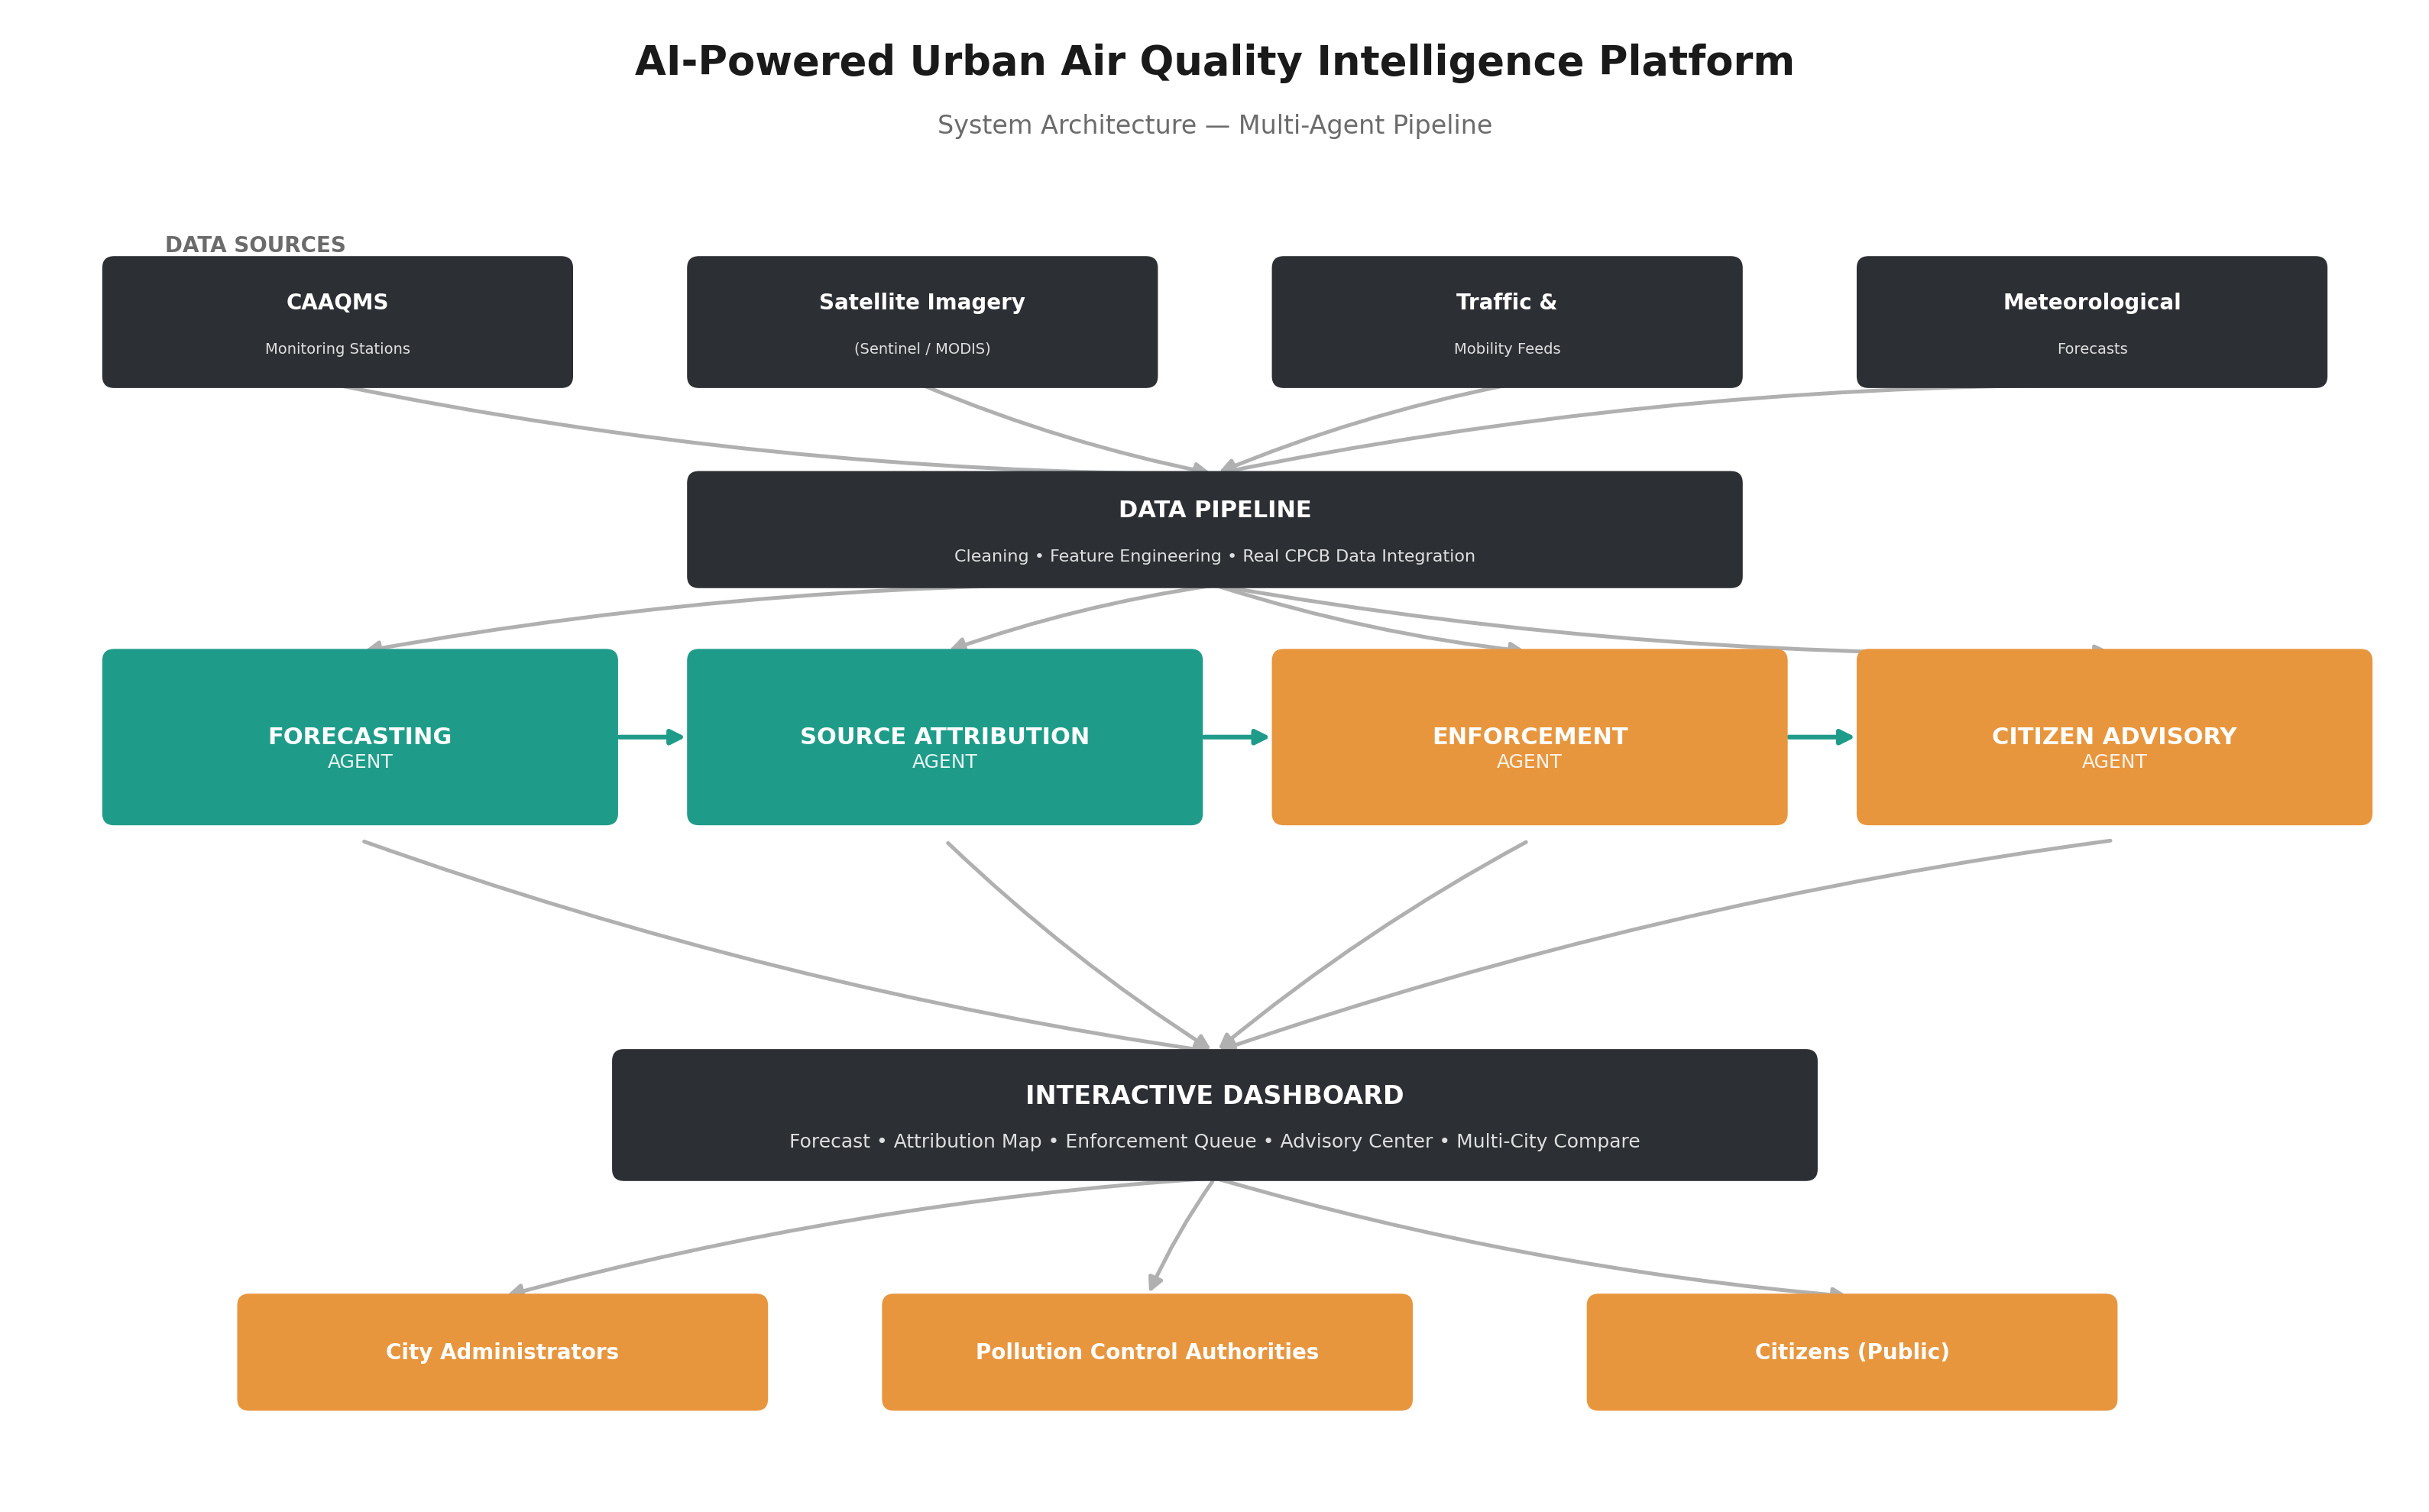 AI-Powered Urban Air Quality Intelligence Platform
System Architecture — Multi-Agent Pipeline
DATA SOURCES
CAAQMS
Monitoring Stations
Satellite Imagery
(Sentinel / MODIS)
Traffic &
Mobility Feeds
Meteorological
Forecasts
DATA PIPELINE
Cleaning • Feature Engineering • Real CPCB Data Integration
FORECASTING
AGENT
SOURCE ATTRIBUTION
AGENT
ENFORCEMENT
AGENT
CITIZEN ADVISORY
AGENT
INTERACTIVE DASHBOARD
Forecast • Attribution Map • Enforcement Queue • Advisory Center • Multi-City Compare
City Administrators
Pollution Control Authorities
Citizens (Public)